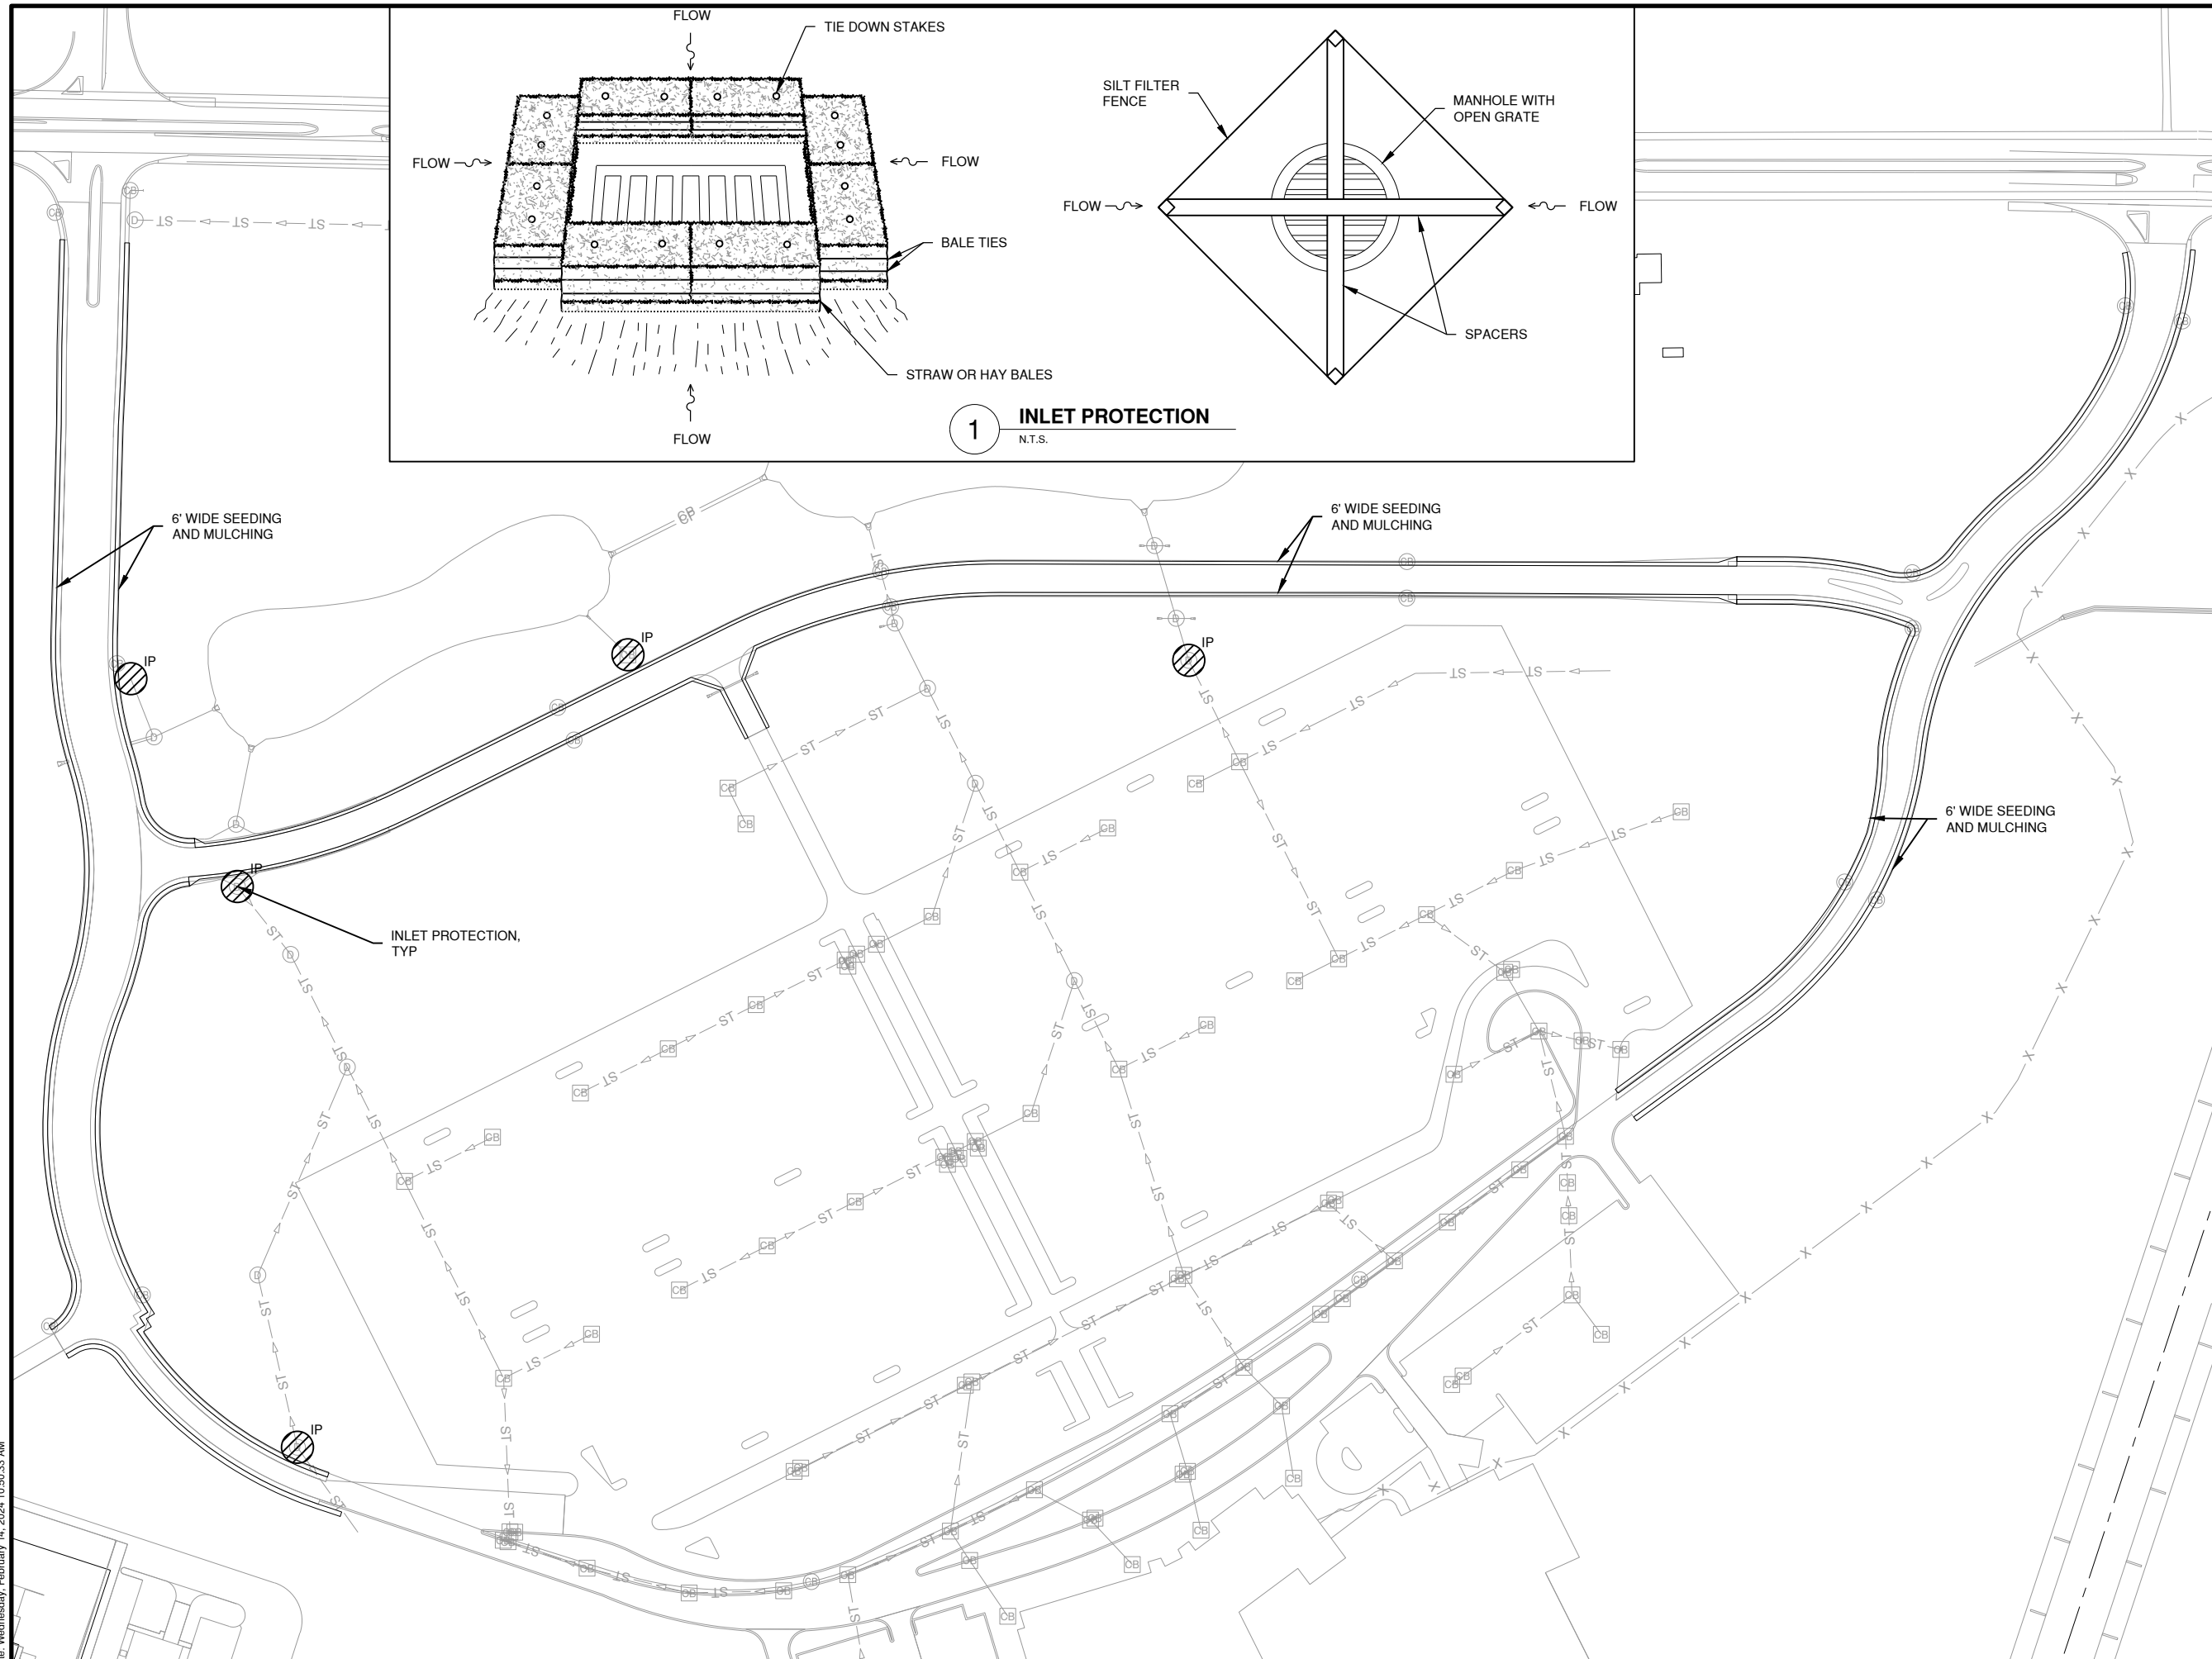 FLOW
TIE DOWN STAKES
SILT FILTER
FENCE
MANHOLE WITH
OPEN GRATE
FLOW
FLOW
FLOW
FLOW
BALE TIES
SPACERS
STRAW OR HAY BALES
FLOW
1
INLET PROTECTION
N.T.S.
6' WIDE SEEDING
AND MULCHING
6' WIDE SEEDING
AND MULCHING
IP
IP
IP
6' WIDE SEEDING
AND MULCHING
IP
INLET PROTECTION,
TYP
IP
ST
CB
D
X